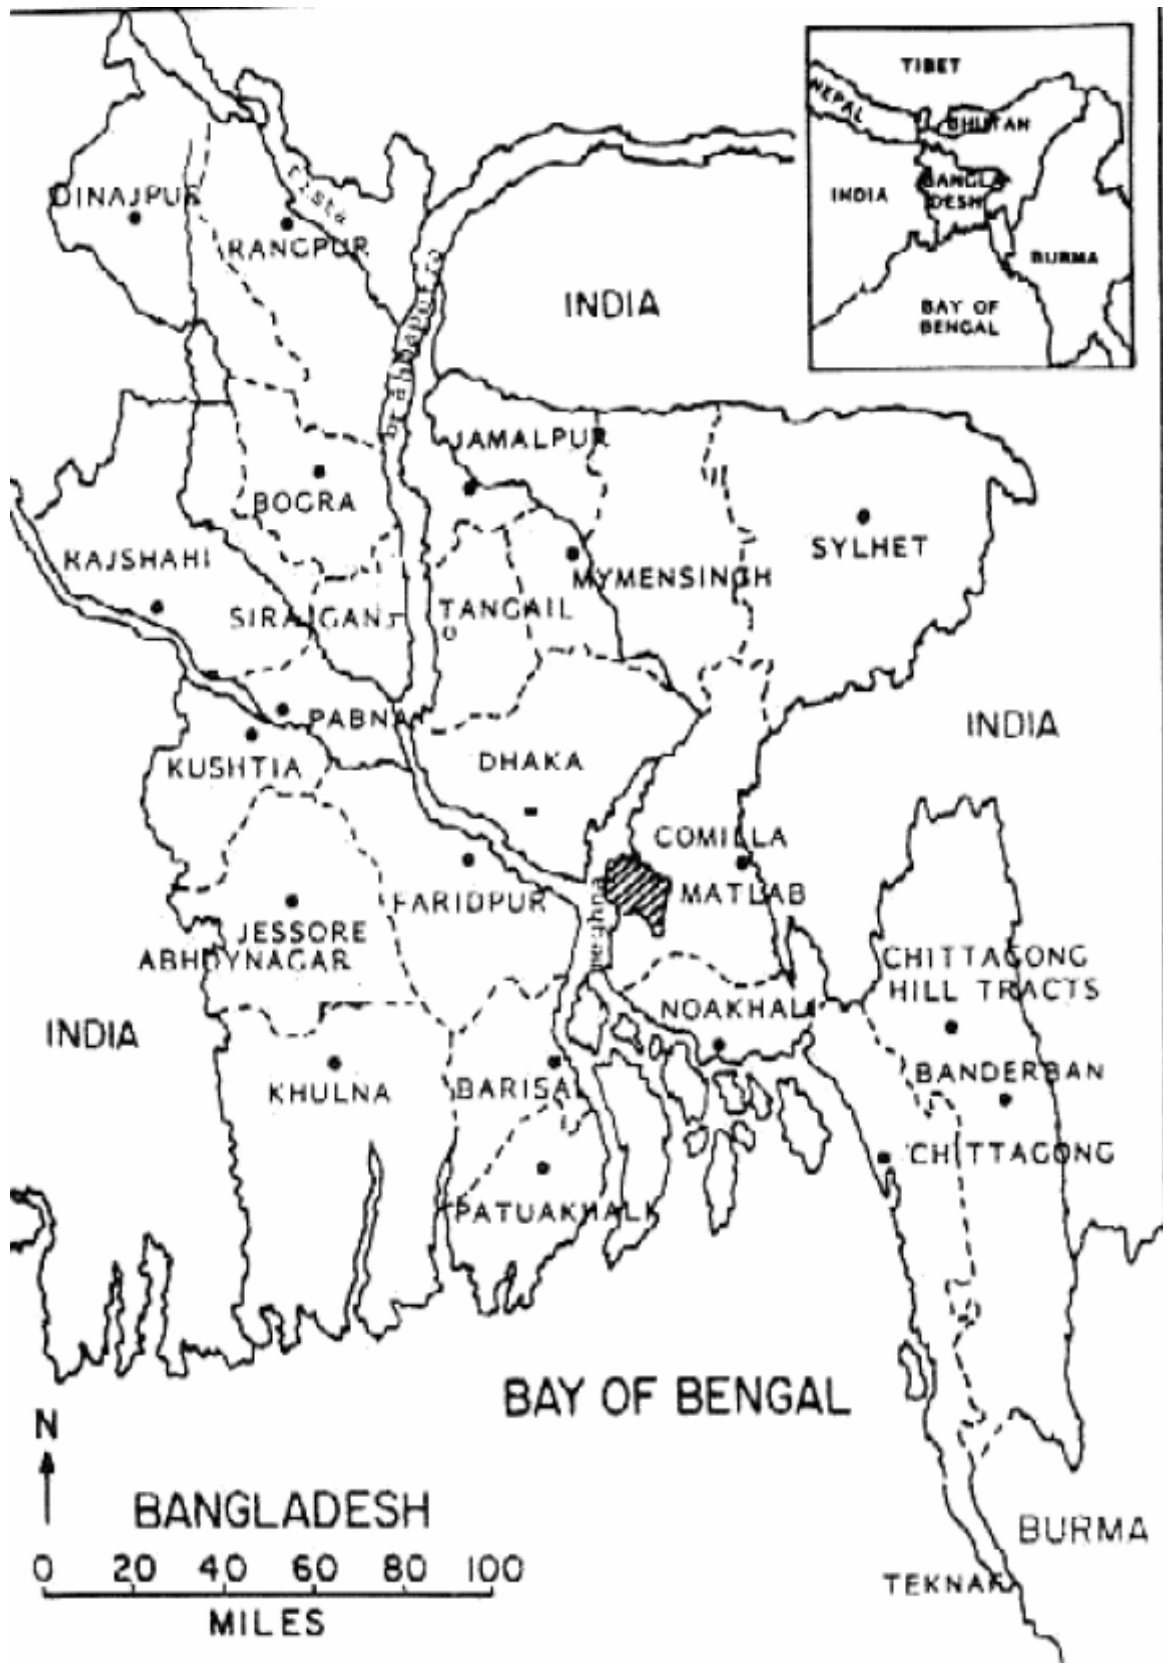 TIBET
NEPAL
BHUTAN
INDIA
BANGLA
DESH
BURMA
BAY OF
BENGAL
DINAJPUR
Tista
RANGPUR
brahmaputra
INDIA
JAMALPUR
BOGRA
RAJSHAHI
SIRAJGANJ
TANGAIL
MYMENSINGH
SYLHET
PABNA
KUSHTIA
DHAKA
INDIA
COMILLA
MATLAB
meghna
FARIDPUR
JESSORE
ABHOYNAGAR
CHITTAGONG
HILL TRACTS
NOAKHALI
INDIA
KHULNA
BARISAL
BANDERBAN
CHITTAGONG
PATUAKHALI
BAY OF BENGAL
N
BANGLADESH
0 20 40 60 80 100
MILES
BURMA
TEKNAF